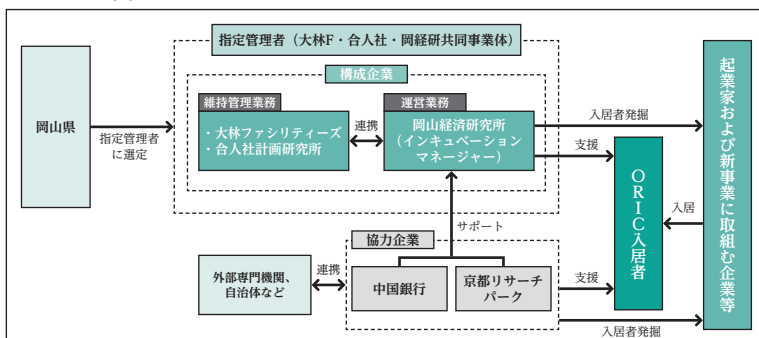 指定管理者（大林F・合人社・岡経研共同事業体）
構成企業
維持管理業務
・大林ファシリティーズ
・合人社計画研究所
連携
運営業務
岡山経済研究所
（インキュベーション
マネージャー）
岡山県
指定管理者
に選定
入居者発掘
支援
ORIC入居者
入居
起業家および新事業に取組む企業等
サポート
協力企業
外部専門機関、
自治体など
連携
中国銀行
京都リサーチ
パーク
支援
入居者発掘